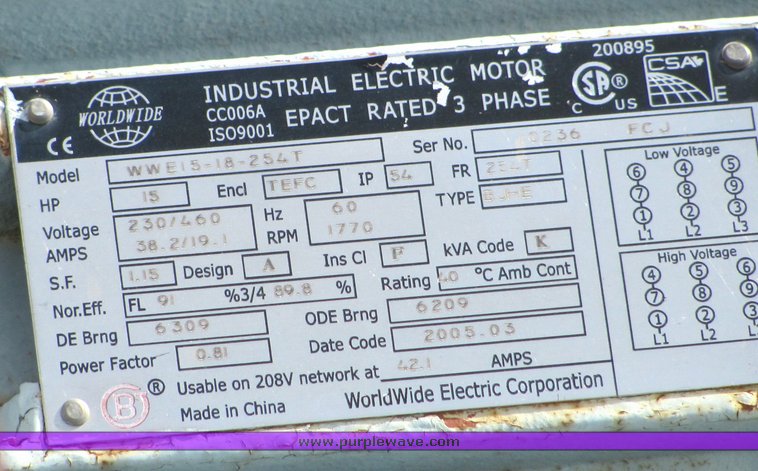 WORLDWIDE
CE
INDUSTRIAL ELECTRIC MOTOR
CC006A
ISO9001
EPACT RATED 3 PHASE
200895
SA ®
C US
CSA
E
Model WWE15-18-254T Ser No. 0236 FCJ
HP 15 Encl TEFC IP 54 FR 254T
Voltage 230/460 Hz 60 TYPE
AMPS 38.2/19.1 RPM 1770
S.F. 1.15 Design A Ins Cl F kVA Code K
Nor.Eff. FL 91 %3/4 89.8 % Rating 40 °C Amb Cont
DE Brng 6309 ODE Brng 6209
Power Factor 0.81 Date Code 2005.03
B ® Usable on 208V network at 42.1 AMPS
Made in China WorldWide Electric Corporation
Low Voltage
6 4 5
7 8 9
1 2 3
L1 L2 L3
High Voltage
4 5 6
7 8 9
1 2 3
L1 L2
www.purplewave.com